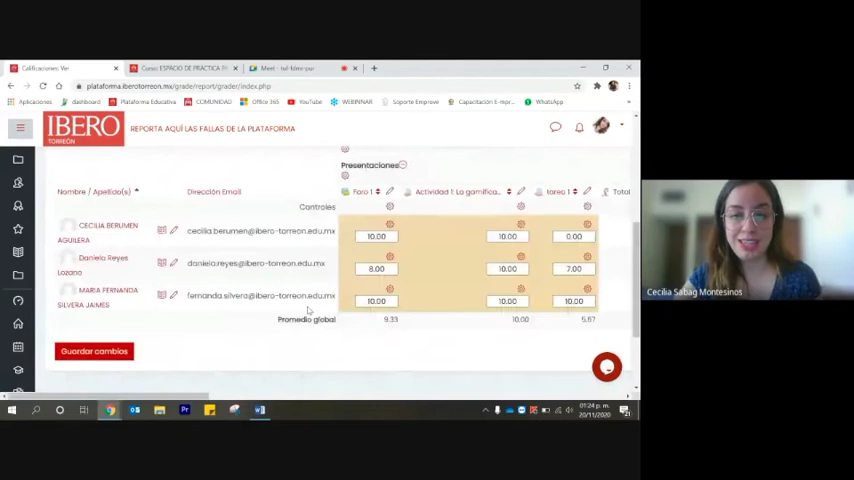 Calificaciones: Ver
Curso: ESPACIO DE PRÁCTICA
plataforma.iberotorreon.mx/grade/report/grader/index.php
Aplicaciones dashboard Plataforma Educativa COMUNIDAD Office 365 YouTube WEBINNAR Soporte Enseve Capacitación WhatsApp
IBERO
TORREÓN
REPORTA AQUÍ LAS FALLAS DE LA PLATAFORMA
Presentaciones
Nombre / Apellido(s) Dirección Email Foro 1 Actividad 1: La gamifica... tarea 1 Total
Controles
CECILIA BERUMEN
AGUILERA
cecilia.berumen@ibero-torreon.edu.mx 10.00 10.00 0.00
Daniela Reyes
Lozano
daniela.reyes@ibero-torreon.edu.mx 8.00 10.00 7.00
MARIA FERNANDA
SILVERA JAIMES
fernanda.silvera@ibero-torreon.edu.mx 10.00 10.00 10.00
Promedio global 9.33 10.00 5.67
Guardar cambios
Cecilia Sabag Montesinos
01:24 p. m.
20/11/2020